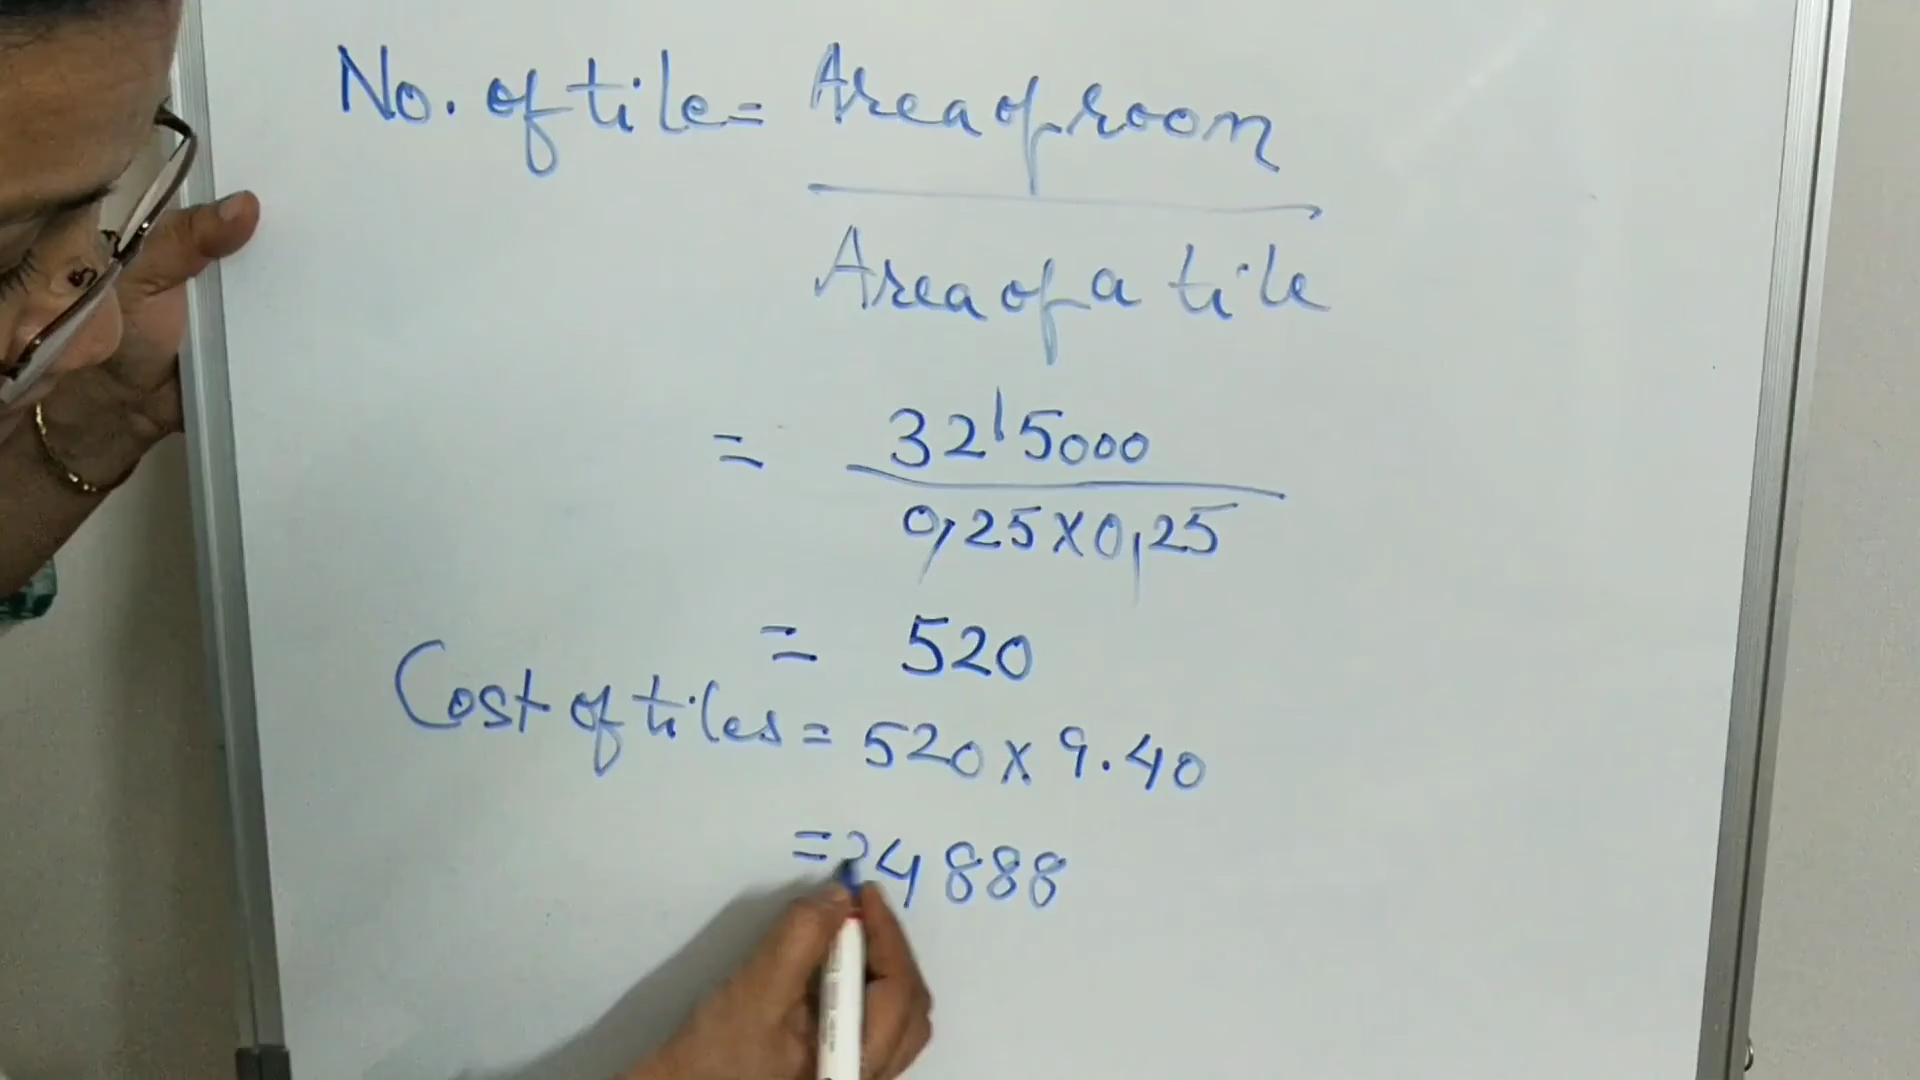 No. of tile = Area of room
Area of a tile
= 32,5000
0,25 x 0,25
= 520
Cost of tiles = 520 x 9.40
= 4888